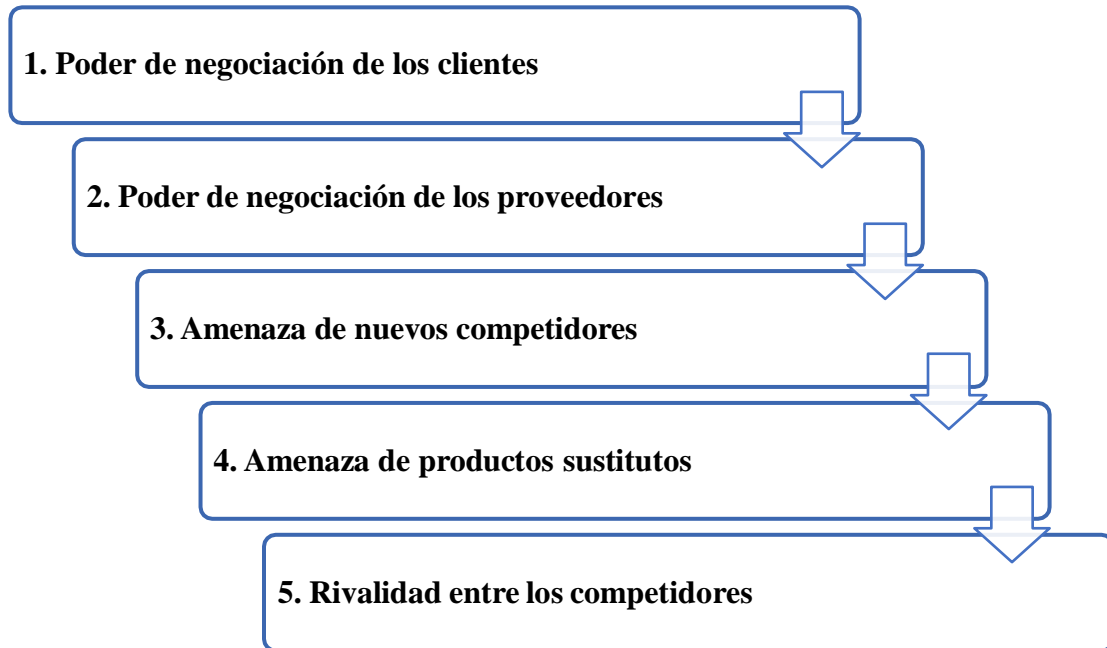 1. Poder de negociación de los clientes
2. Poder de negociación de los proveedores
3. Amenaza de nuevos competidores
4. Amenaza de productos sustitutos
5. Rivalidad entre los competidores